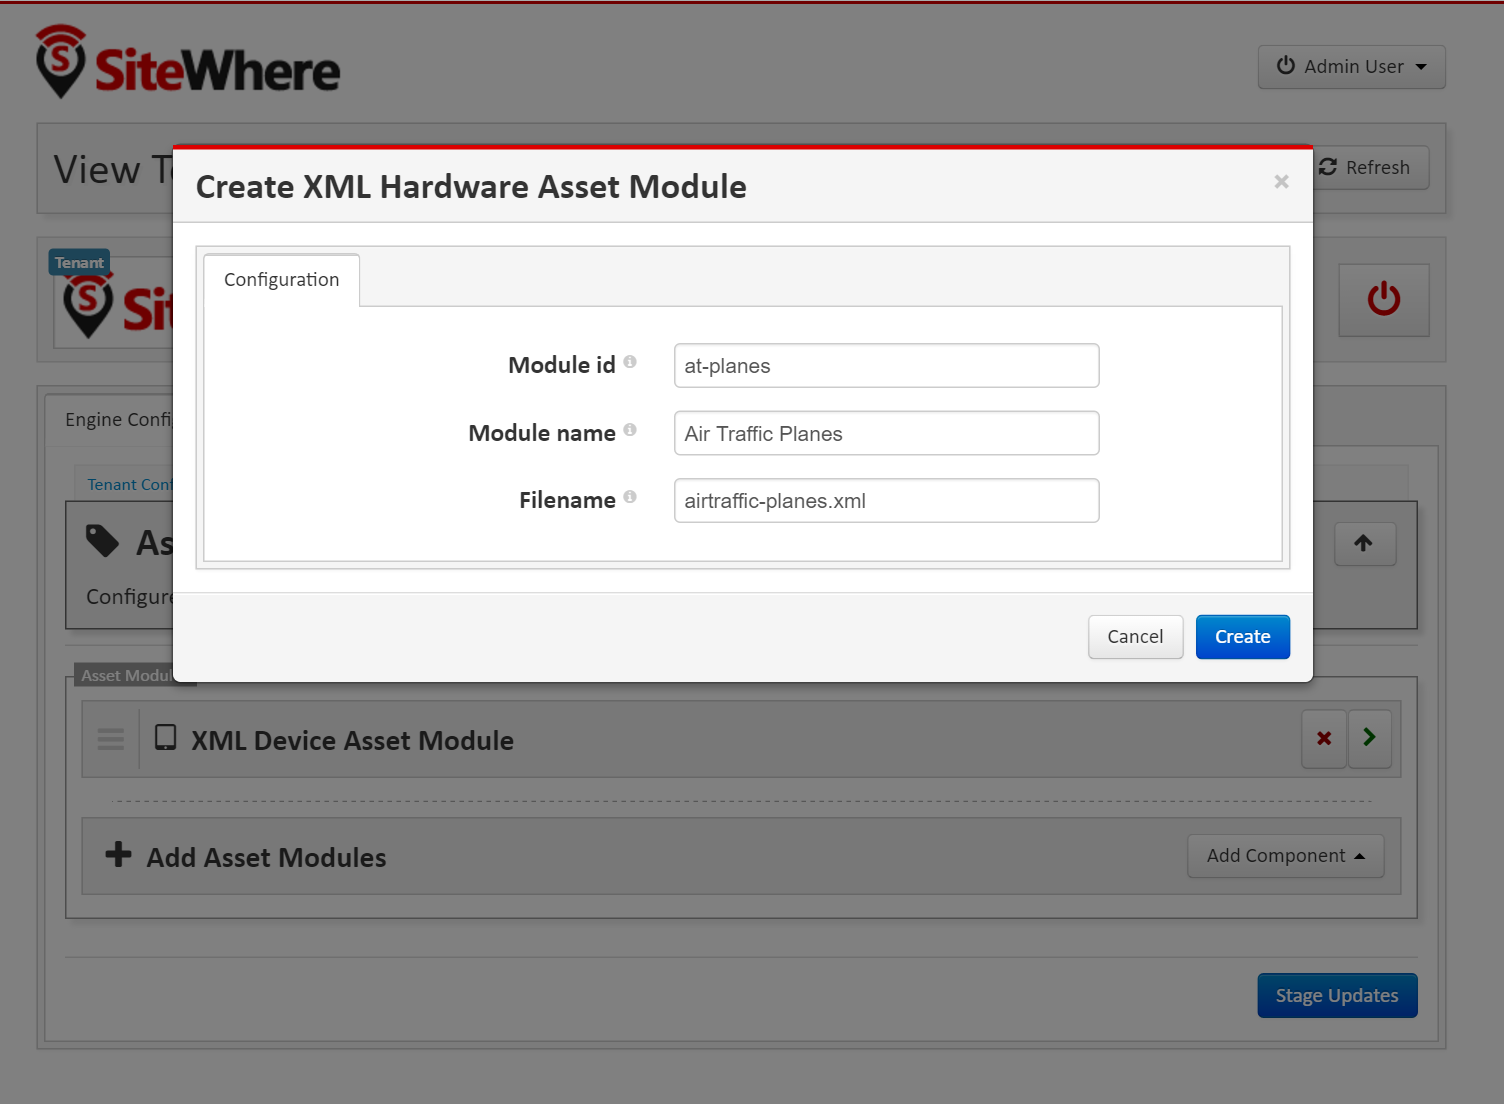 SiteWhere
Admin User
View T
Create XML Hardware Asset Module
×
Refresh
Tenant
Sit
Configuration
Module id
at-planes
Module name
Air Traffic Planes
Filename
airtraffic-planes.xml
Engine Confi
Tenant Conf
As
Configure
Cancel
Create
Asset Modul
XML Device Asset Module
Add Asset Modules
Add Component
Stage Updates